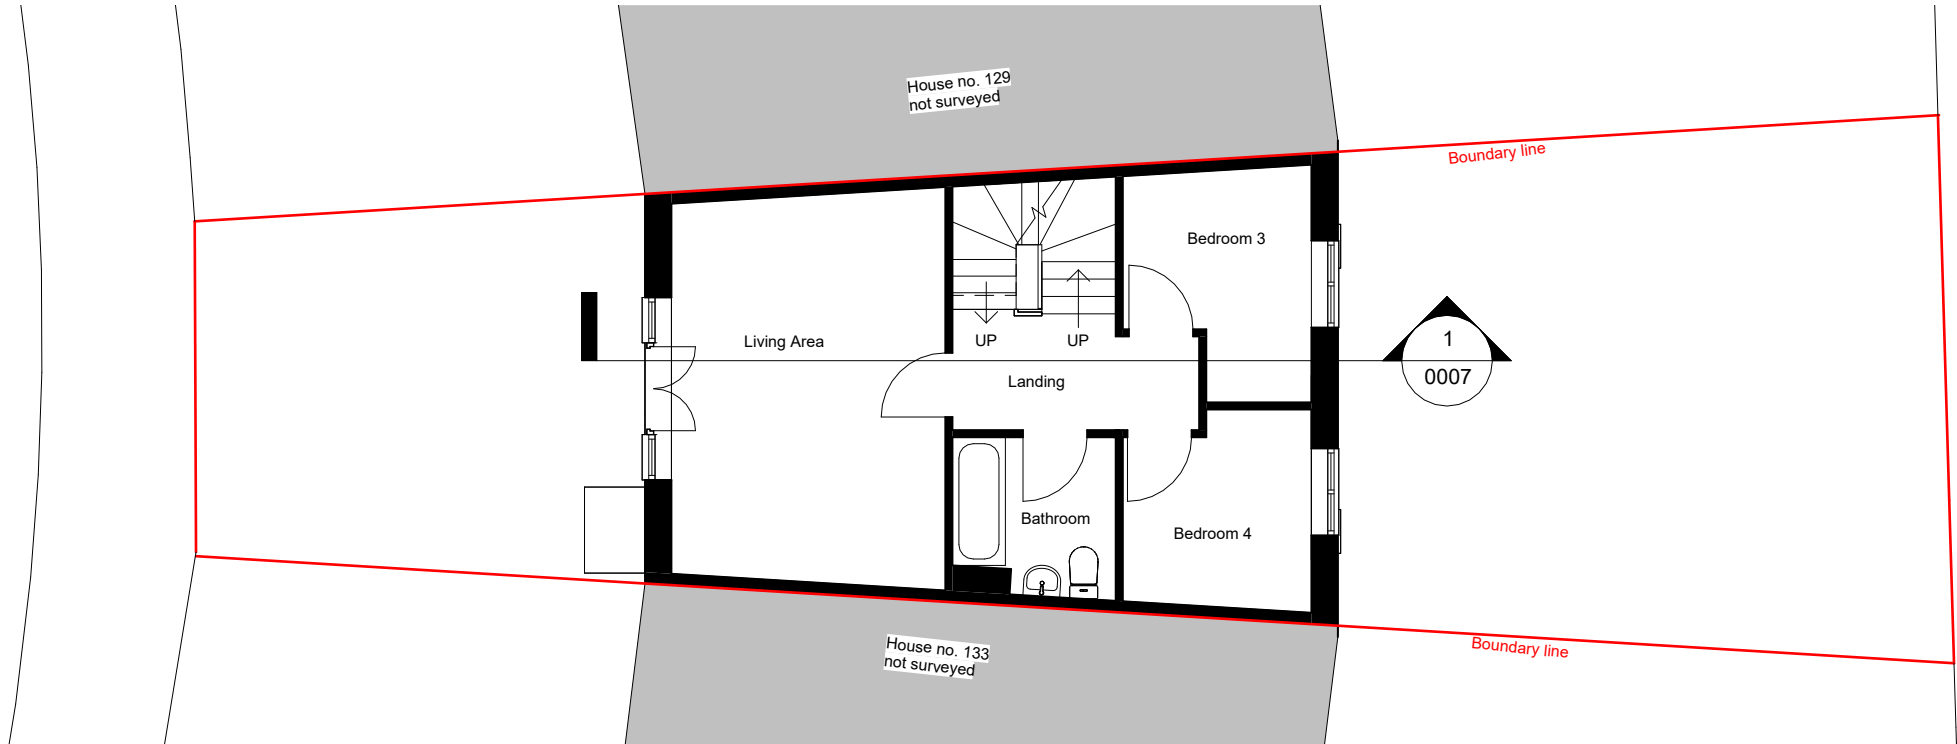 House no. 129
not surveyed
Boundary line
Bedroom 3
Living Area
UP
UP
1
0007
Landing
Bathroom
Bedroom 4
House no. 133
not surveyed
Boundary line